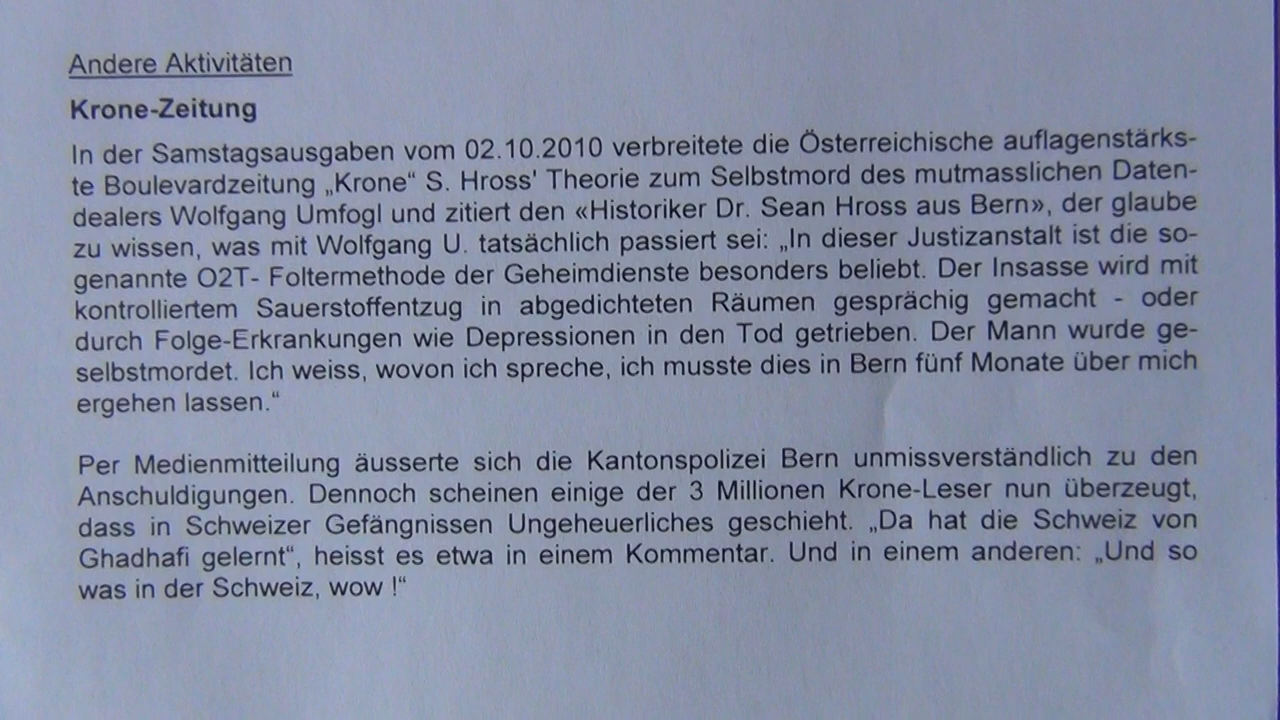 Andere Aktivitäten
Krone-Zeitung
In der Samstagsausgaben vom 02.10.2010 verbreitete die Österreichische auflagenstärks-
te Boulevardzeitung „Krone“ S. Hross' Theorie zum Selbstmord des mutmasslichen Daten-
dealers Wolfgang Umfogl und zitiert den «Historiker Dr. Sean Hross aus Bern», der glaube
zu wissen, was mit Wolfgang U. tatsächlich passiert sei: „In dieser Justizanstalt ist die so-
genannte O2T- Foltermethode der Geheimdienste besonders beliebt. Der Insasse wird mit
kontrolliertem Sauerstoffentzug in abgedichteten Räumen gesprächig gemacht - oder
durch Folge-Erkrankungen wie Depressionen in den Tod getrieben. Der Mann wurde ge-
selbstmordet. Ich weiss, wovon ich spreche, ich musste dies in Bern fünf Monate über mich
ergehen lassen.“
Per Medienmitteilung äusserte sich die Kantonspolizei Bern unmissverständlich zu den
Anschuldigungen. Dennoch scheinen einige der 3 Millionen Krone-Leser nun überzeugt,
dass in Schweizer Gefängnissen Ungeheuerliches geschieht. „Da hat die Schweiz von
Ghadhafi gelernt“, heisst es etwa in einem Kommentar. Und in einem anderen: „Und so
was in der Schweiz, wow !“